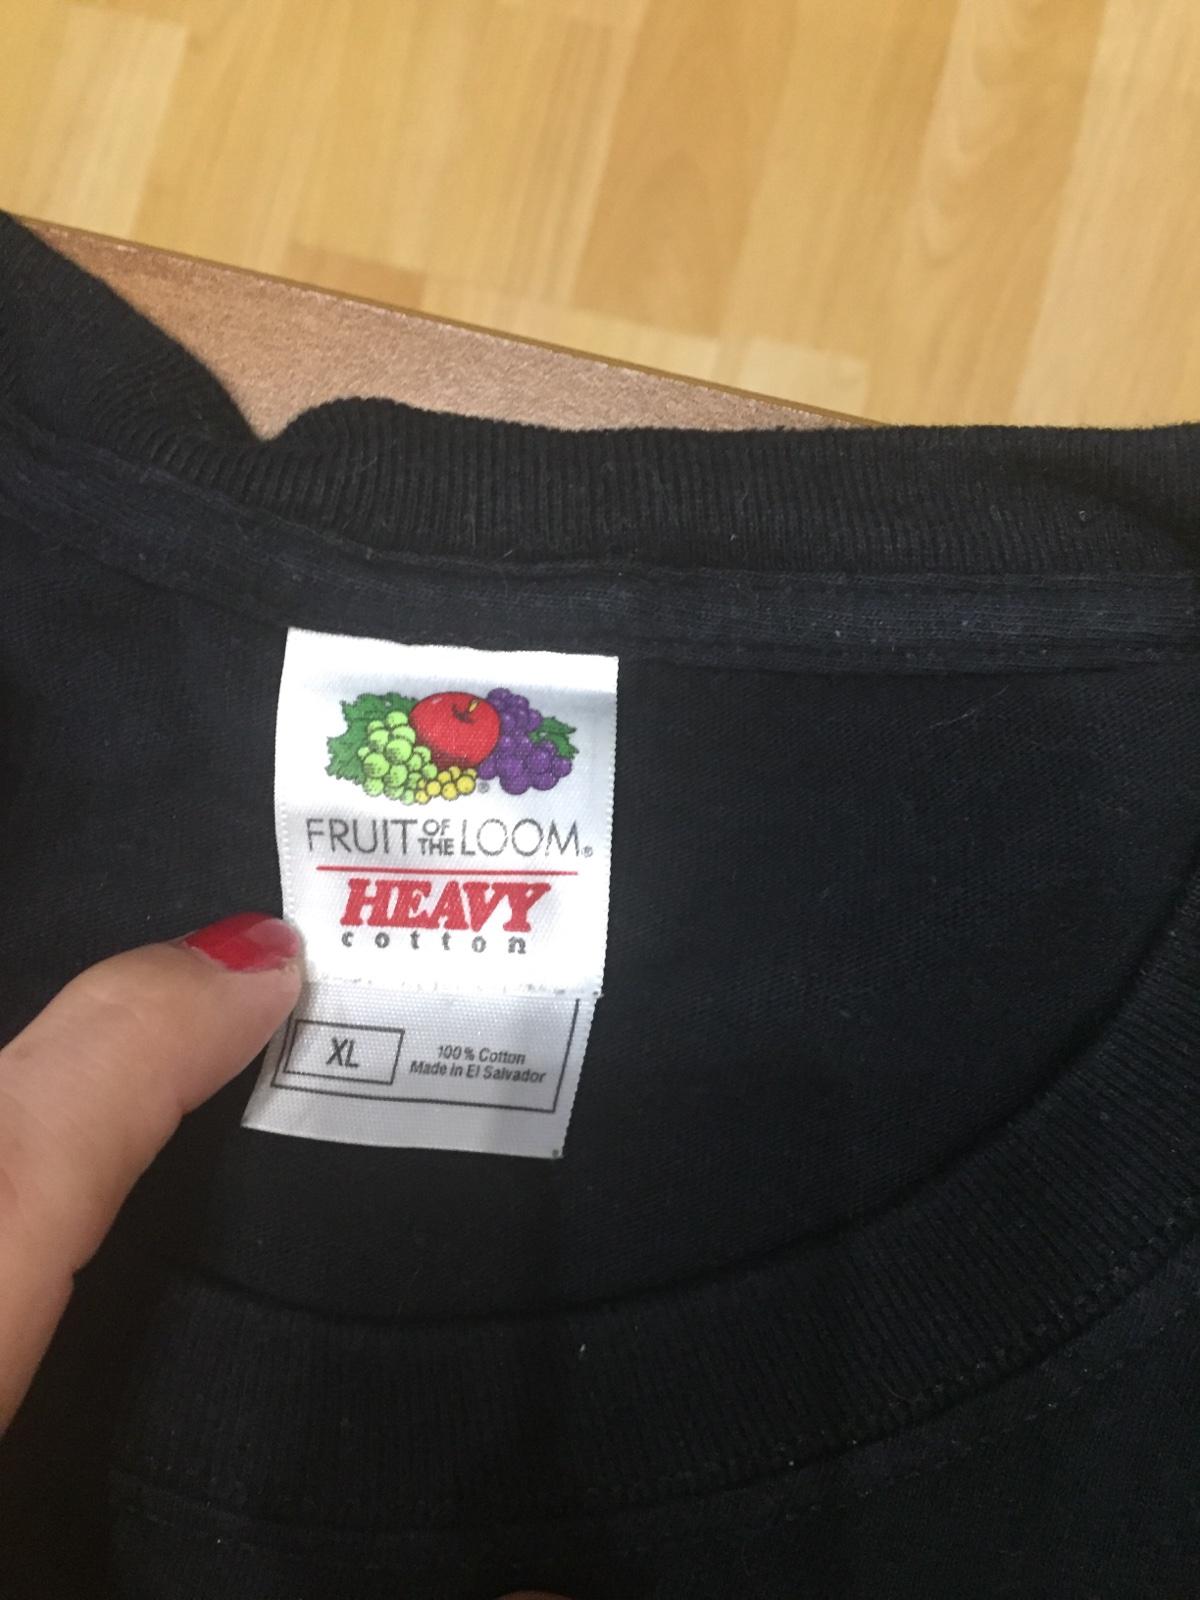 FRUIT OF THE LOOM®
HEAVY
cotton
XL
100% Cotton
Made in El Salvador